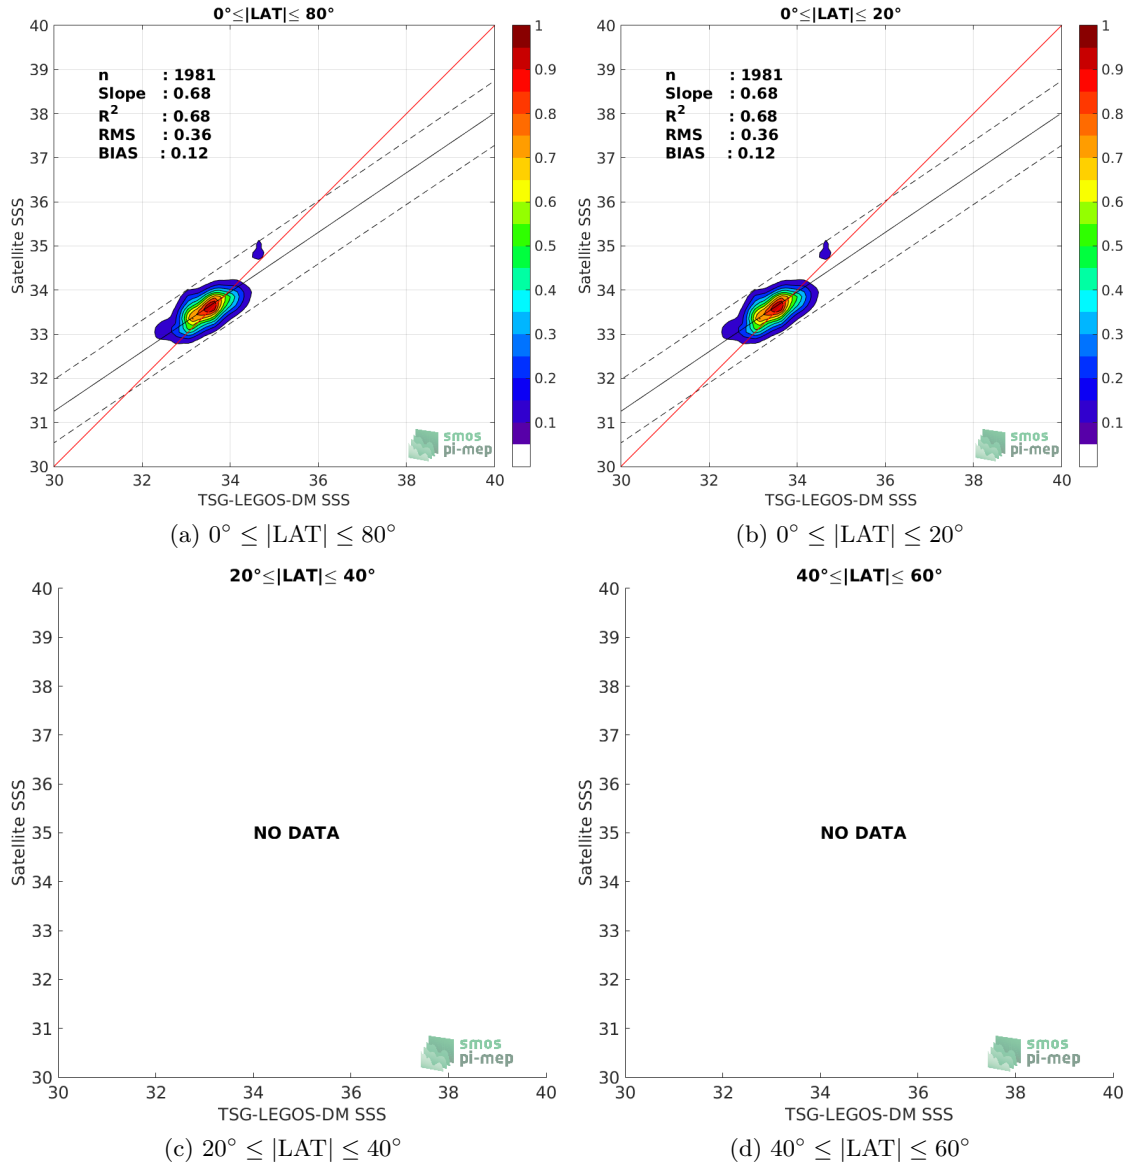 0°≤|LAT|≤ 80°
40
39
38
37
36
35
34
33
32
31
30
Satellite SSS
n : 1981
Slope : 0.68
R² : 0.68
RMS : 0.36
BIAS : 0.12
smos
pi-mep
30 32 34 36 38 40
TSG-LEGOS-DM SSS
1
0.9
0.8
0.7
0.6
0.5
0.4
0.3
0.2
0.1
(a) 0° ≤ |LAT| ≤ 80°
0°≤|LAT|≤ 20°
40
39
38
37
36
35
34
33
32
31
30
Satellite SSS
n : 1981
Slope : 0.68
R² : 0.68
RMS : 0.36
BIAS : 0.12
smos
pi-mep
30 32 34 36 38 40
TSG-LEGOS-DM SSS
1
0.9
0.8
0.7
0.6
0.5
0.4
0.3
0.2
0.1
(b) 0° ≤ |LAT| ≤ 20°
20°≤|LAT|≤ 40°
40
39
38
37
36
35
34
33
32
31
30
Satellite SSS
NO DATA
smos
pi-mep
30 32 34 36 38 40
TSG-LEGOS-DM SSS
(c) 20° ≤ |LAT| ≤ 40°
40°≤|LAT|≤ 60°
40
39
38
37
36
35
34
33
32
31
30
Satellite SSS
NO DATA
smos
pi-mep
30 32 34 36 38 40
TSG-LEGOS-DM SSS
(d) 40° ≤ |LAT| ≤ 60°